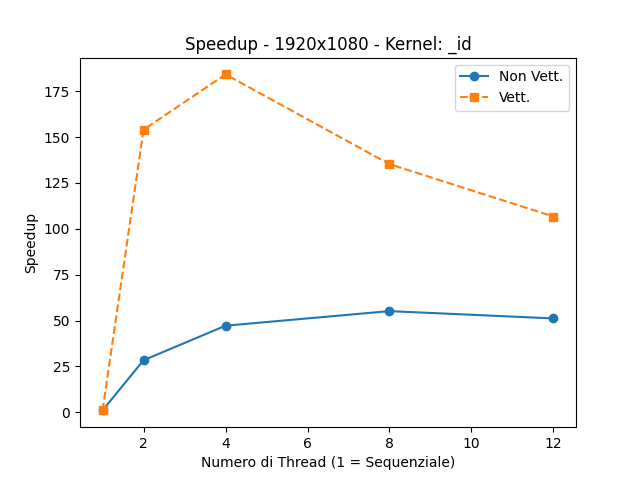 Speedup - 1920x1080 - Kernel: _id
Non Vett.
Vett.
175
150
125
100
75
50
25
0
Speedup
2
4
6
8
10
12
Numero di Thread (1 = Sequenziale)